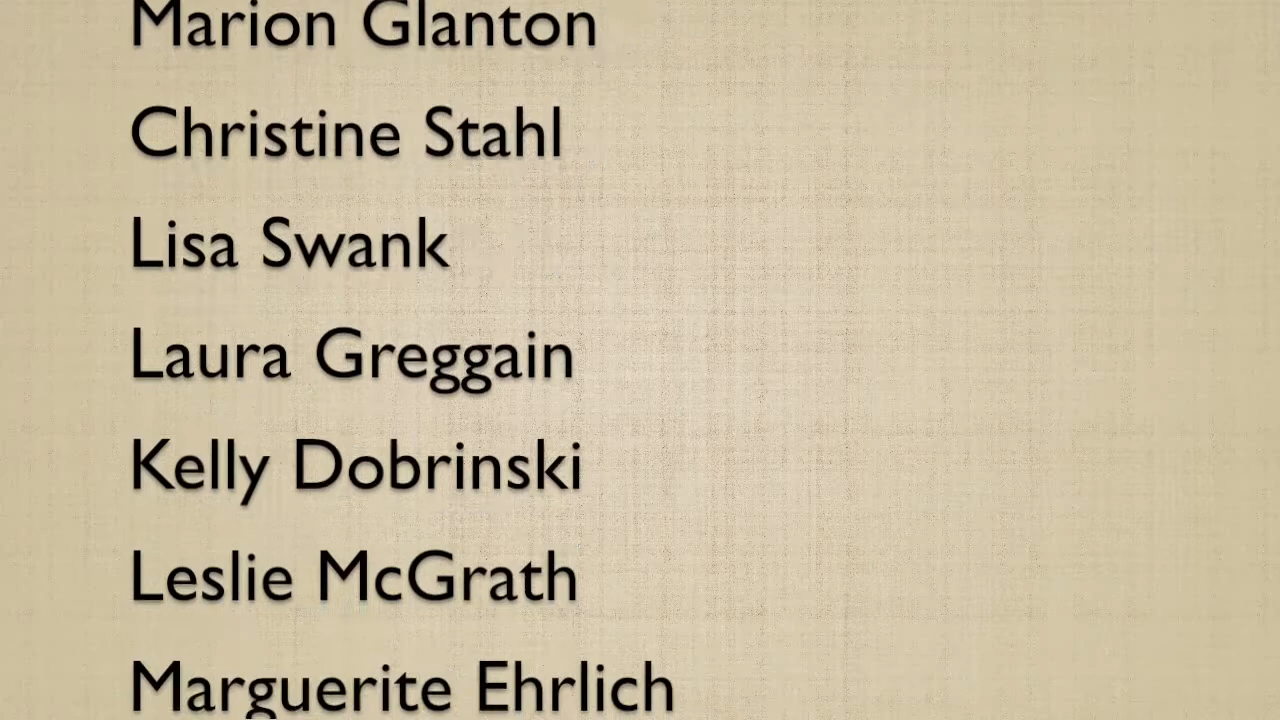 Marion Glanton
Christine Stahl
Lisa Swank
Laura Greggain
Kelly Dobrinski
Leslie McGrath
Marguerite Ehrlich